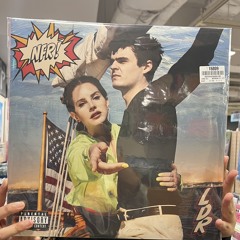 NFR!
LDR
PARENTAL
ADVISORY
EXPLICIT CONTENT